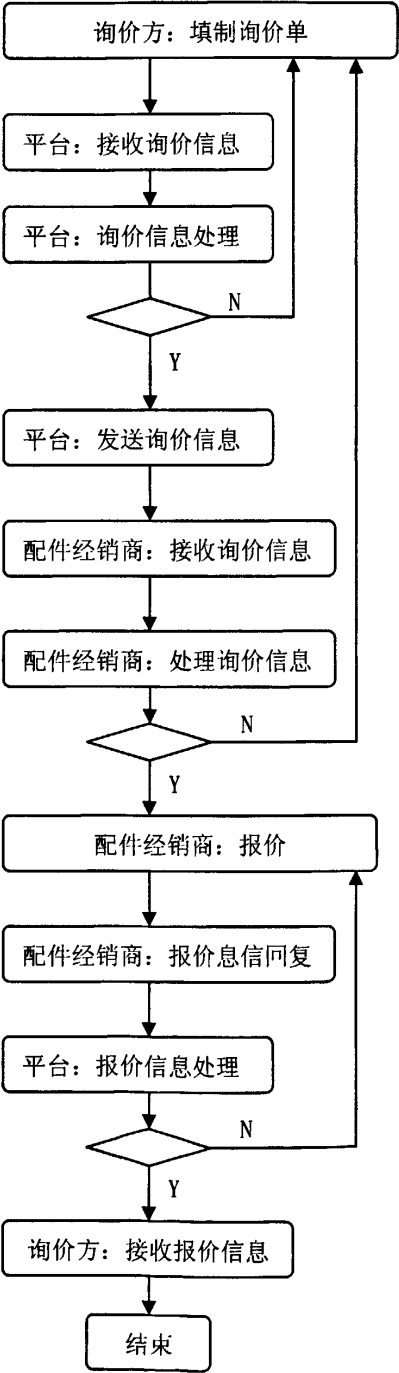 询价方：填制询价单
平台：接收询价信息
平台：询价信息处理
N
Y
平台：发送询价信息
配件经销商：接收询价信息
配件经销商：处理询价信息
N
Y
配件经销商：报价
配件经销商：报价息信回复
平台：报价信息处理
N
Y
询价方：接收报价信息
结束